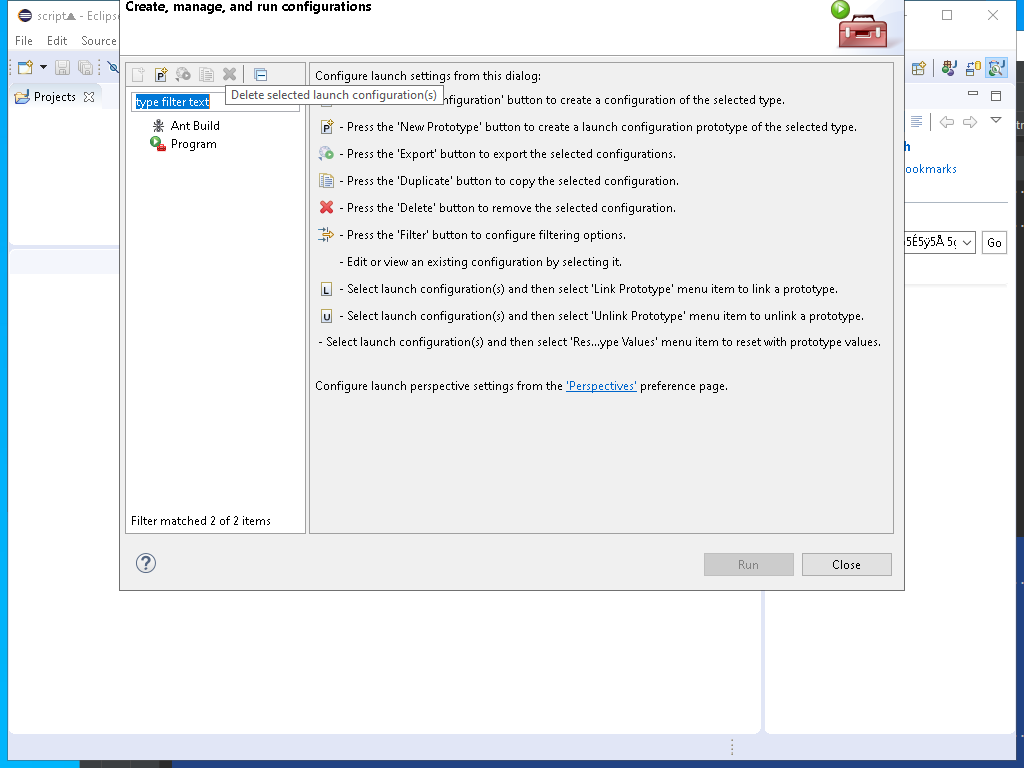 Create, manage, and run configurations
File Edit Source
Projects
type filter text
Delete selected launch configuration(s)
Ant Build
Program
Filter matched 2 of 2 items
Configure launch settings from this dialog:
button to create a configuration of the selected type.
- Press the 'New Prototype' button to create a launch configuration prototype of the selected type.
- Press the 'Export' button to export the selected configurations.
- Press the 'Duplicate' button to copy the selected configuration.
- Press the 'Delete' button to remove the selected configuration.
- Press the 'Filter' button to configure filtering options.
- Edit or view an existing configuration by selecting it.
L - Select launch configuration(s) and then select 'Link Prototype' menu item to link a prototype.
U - Select launch configuration(s) and then select 'Unlink Prototype' menu item to unlink a prototype.
- Select launch configuration(s) and then select 'Res...ype Values' menu item to reset with prototype values.
Configure launch perspective settings from the 'Perspectives' preference page.
Run
Close
ookmarks
Go